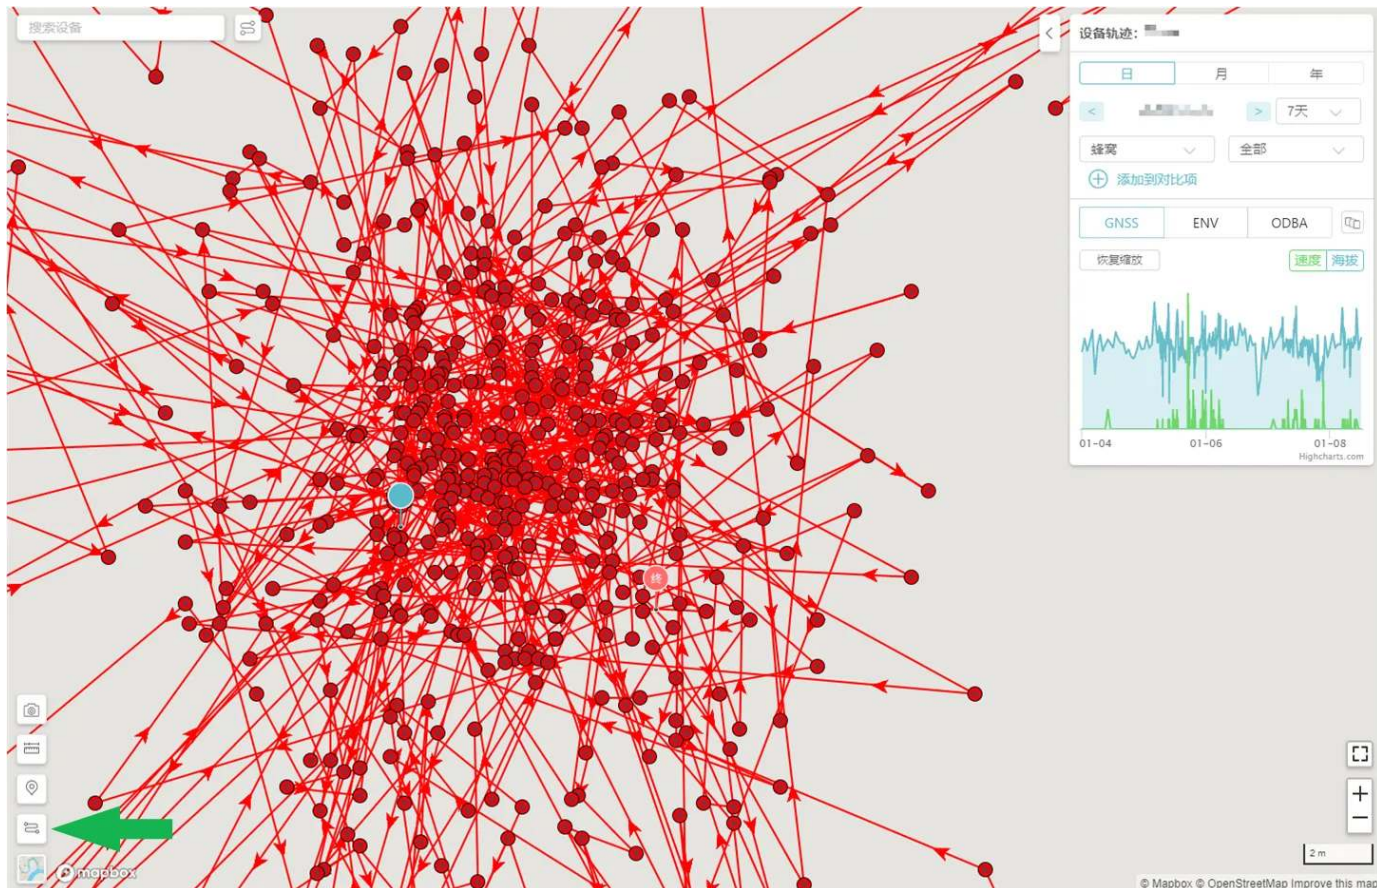 搜索设备
设备轨迹:
日 月 年
< > 7天
蜂窝 全部
添加到对比项
GNSS ENV ODBA
恢复缩放 速度 海拔
01-04 01-06 01-08
Highcharts.com
终
2 m
mapbox
© Mapbox © OpenStreetMap Improve this map